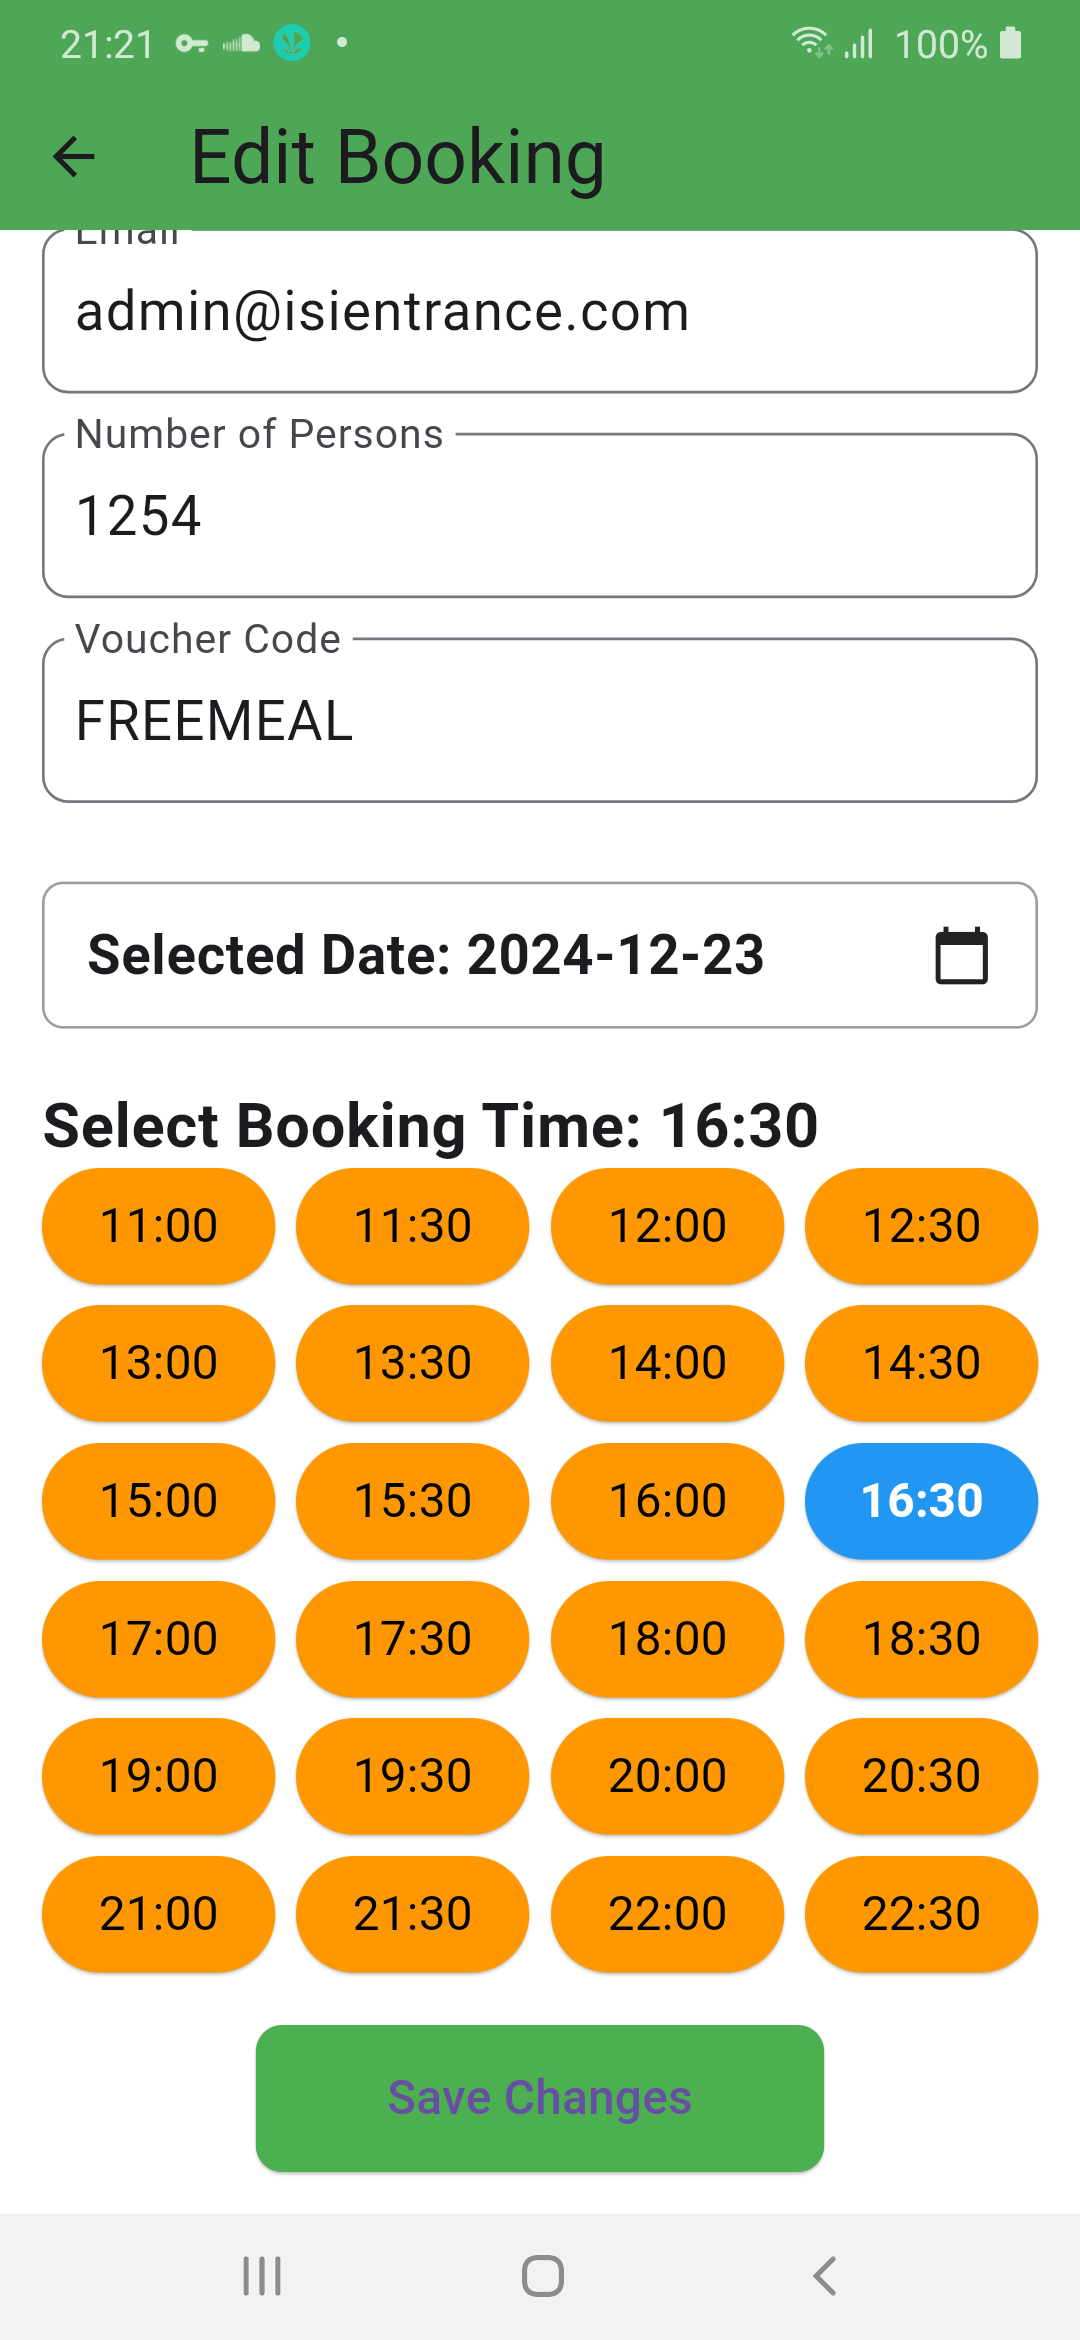 21:21 100%
Edit Booking
Email
admin@isientrance.com
Number of Persons
1254
Voucher Code
FREEMEAL
Selected Date: 2024-12-23
Select Booking Time: 16:30
11:00 11:30 12:00 12:30
13:00 13:30 14:00 14:30
15:00 15:30 16:00 16:30
17:00 17:30 18:00 18:30
19:00 19:30 20:00 20:30
21:00 21:30 22:00 22:30
Save Changes